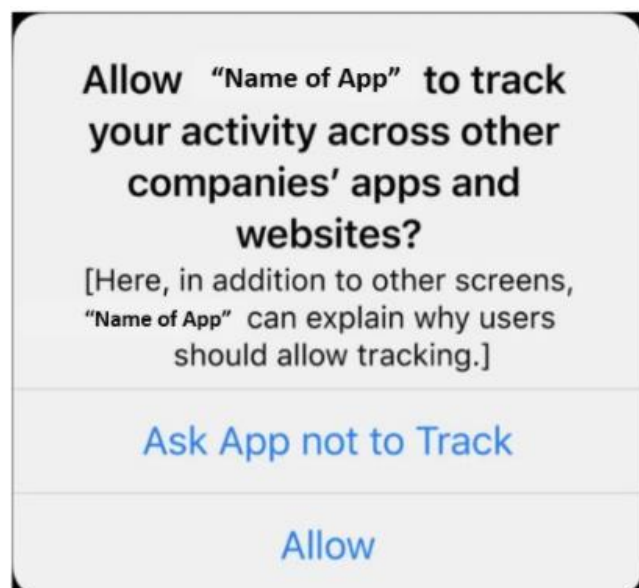 Allow “Name of App” to track
your activity across other
companies’ apps and
websites?
[Here, in addition to other screens,
“Name of App” can explain why users
should allow tracking.]
Ask App not to Track
Allow